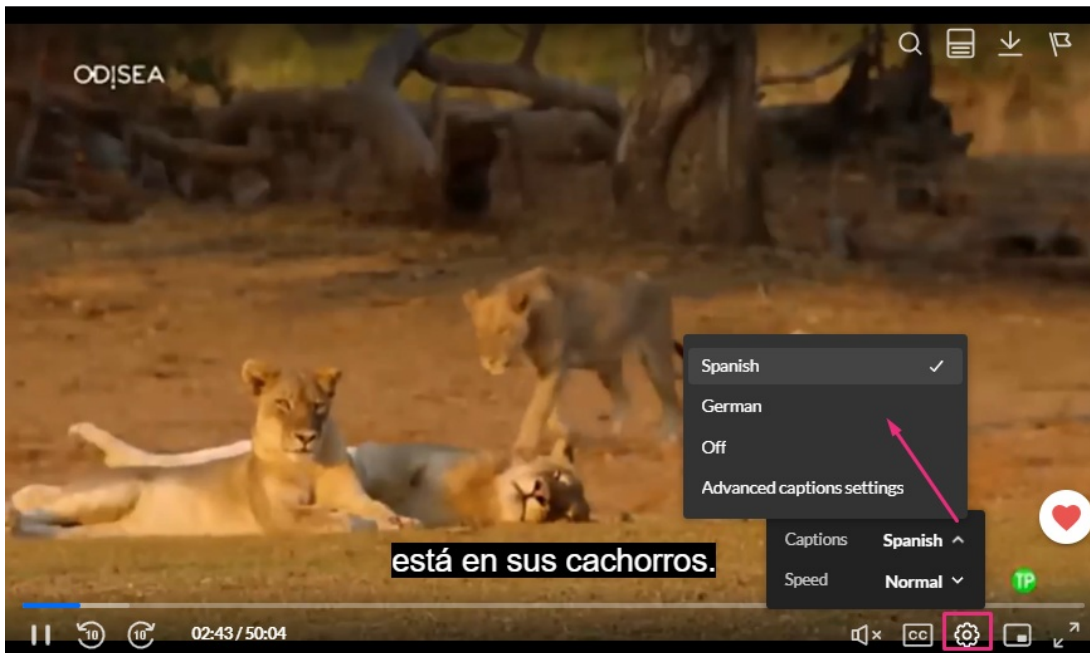 ODISEA
Spanish
German
Off
Advanced captions settings
Captions Spanish
está en sus cachorros.
Speed Normal
TP
10 10 02:43 / 50:04 CC